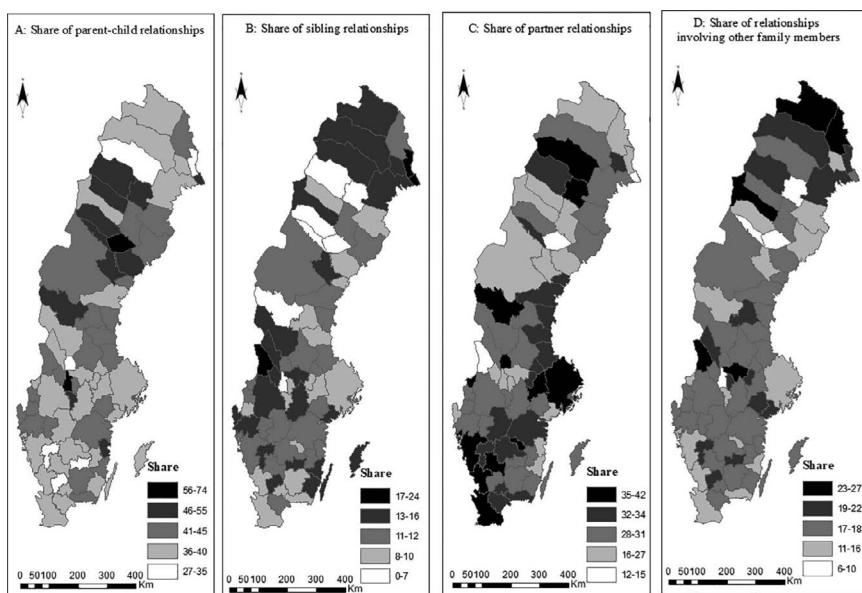 A: Share of parent-child relationships
Share
56-74
46-55
41-45
36-40
27-35
0 50100 200 300 400
Km
B: Share of sibling relationships
Share
17-24
13-16
11-12
8-10
0-7
0 50100 200 300 400
Km
C: Share of partner relationships
Share
35-42
32-34
28-31
16-27
12-15
0 50100 200 300 400
Km
D: Share of relationships
involving other family members
Share
23-27
19-22
17-18
11-16
6-10
0 50100 200 300 400
Km